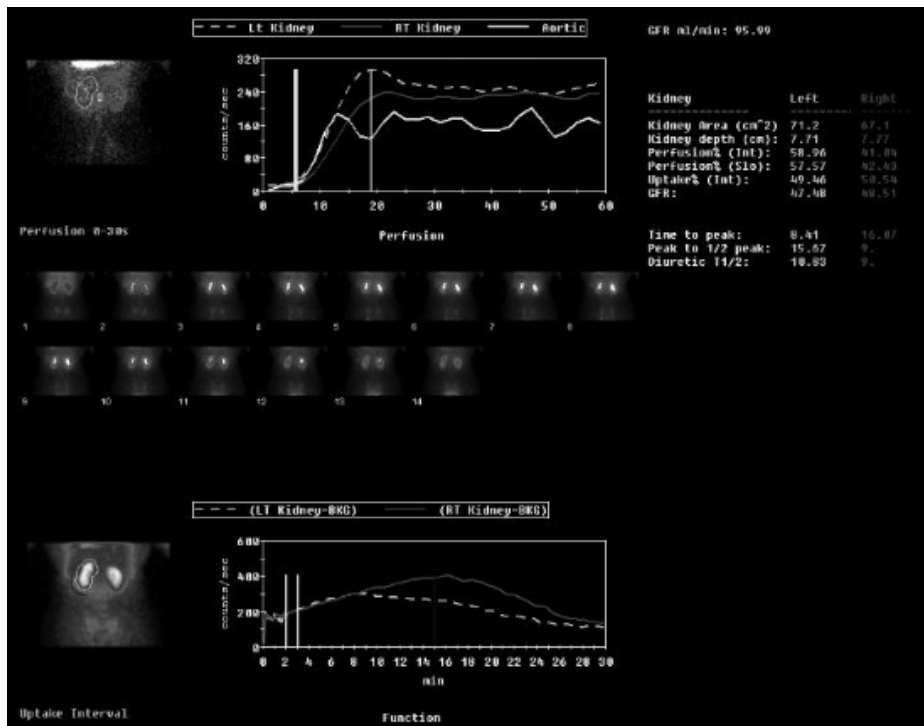 Lt Kidney RT Kidney Aortic
GFR ml/min: 95.99
320
240
160
80
0
counts/sec
0 10 20 30 40 50 60
Perfusion
Perfusion 0-30s
Kidney Left Right
Kidney Area (cm^2) 71.2 67.1
Kidney depth (cm): 7.71 7.77
Perfusion% (Int): 58.96 41.04
Perfusion% (Slo): 57.57 42.43
Uptake% (Int): 49.46 50.54
GFR: 47.48 48.51
Time to peak: 8.41 16.07
Peak to 1/2 peak: 15.67 9.
Diuretic T1/2: 10.83 9.
1 2 3 4 5 6 7 8
9 10 11 12 13 14
(LT Kidney-BKG) (RT Kidney-BKG)
600
400
200
0
counts/sec
0 2 4 6 8 10 12 14 16 18 20 22 24 26 28 30
min
Uptake Interval
Function